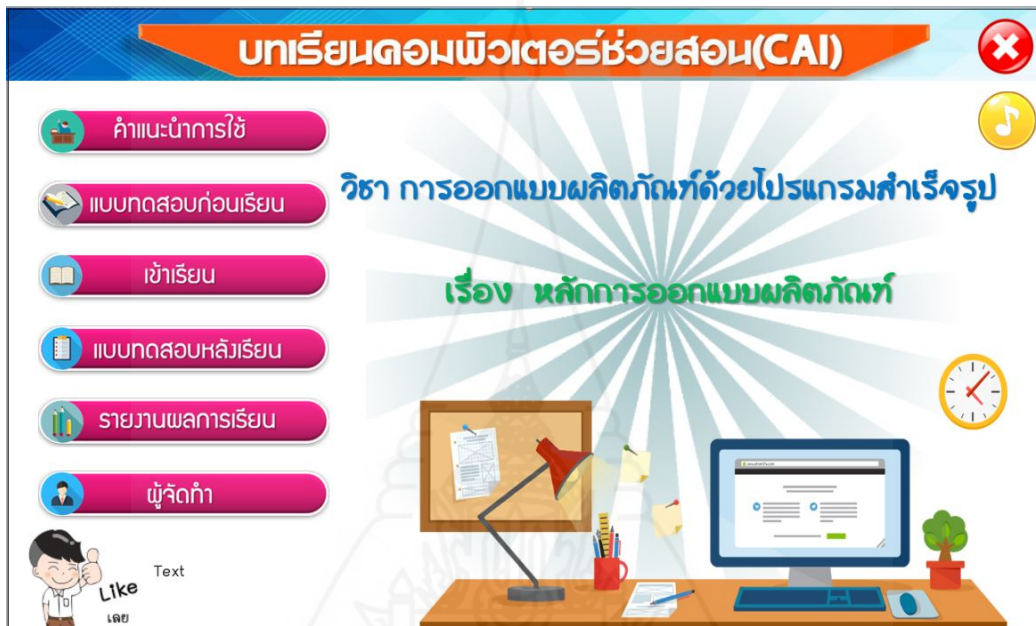 บทเรียนคอมพิวเตอร์ช่วยสอน(CAI)
คำแนะนำการใช้
แบบทดสอบก่อนเรียน
เข้าเรียน
แบบทดสอบหลังเรียน
รายงานผลการเรียน
ผู้จัดทำ
วิชา การออกแบบผลิตภัณฑ์ด้วยโปรแกรมสำเร็จรูป
เรื่อง หลักการออกแบบผลิตภัณฑ์
Like
เลย
Text